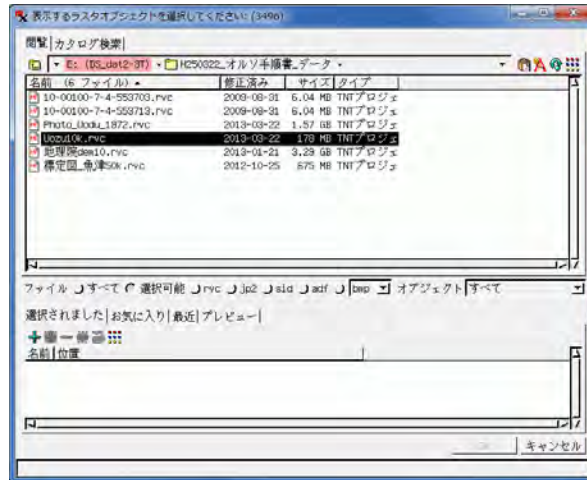 表示するラスタオブジェクトを選択してください: (3496)
閲覧 カタログ検索
E: (DS_dat2-3T) H250322_オルソ手順書_データ
名前 (6 ファイル) 修正済み サイズ タイプ
10-00100-7-4-553703.rvc 2009-08-31 6.04 MB TNTプロジェ
10-00100-7-4-553713.rvc 2009-08-31 6.04 MB TNTプロジェ
Photo_Uodu_1872.rvc 2013-03-22 1.57 GB TNTプロジェ
Uozu10k.rvc 2013-03-22 178 MB TNTプロジェ
地理院dem10.rvc 2013-01-21 3.29 GB TNTプロジェ
標定図_魚津50k.rvc 2012-10-25 675 MB TNTプロジェ
ファイル すべて 選択可能 rvc jp2 sid adf bmp オブジェクト すべて
選択されました お気に入り 最近 プレビュー
名前 位置
キャンセル